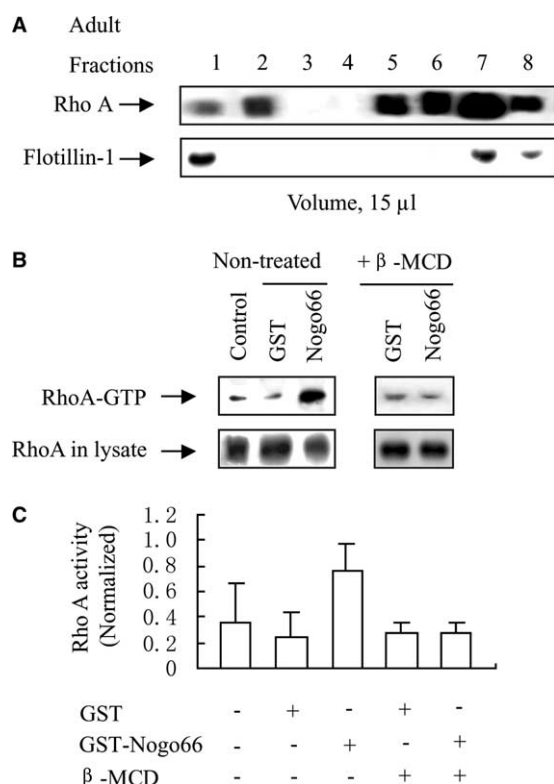 A Adult
Fractions 1 2 3 4 5 6 7 8
Rho A
Flotillin-1
Volume, 15 µl
B Non-treated + β -MCD
Control GST Nogo66 GST Nogo66
RhoA-GTP
RhoA in lysate
C
Rho A activity
(Normalized)
1.2
1.0
0.8
0.6
0.4
0.2
0
GST - + - + -
GST-Nogo66 - - + - +
β -MCD - - - + +